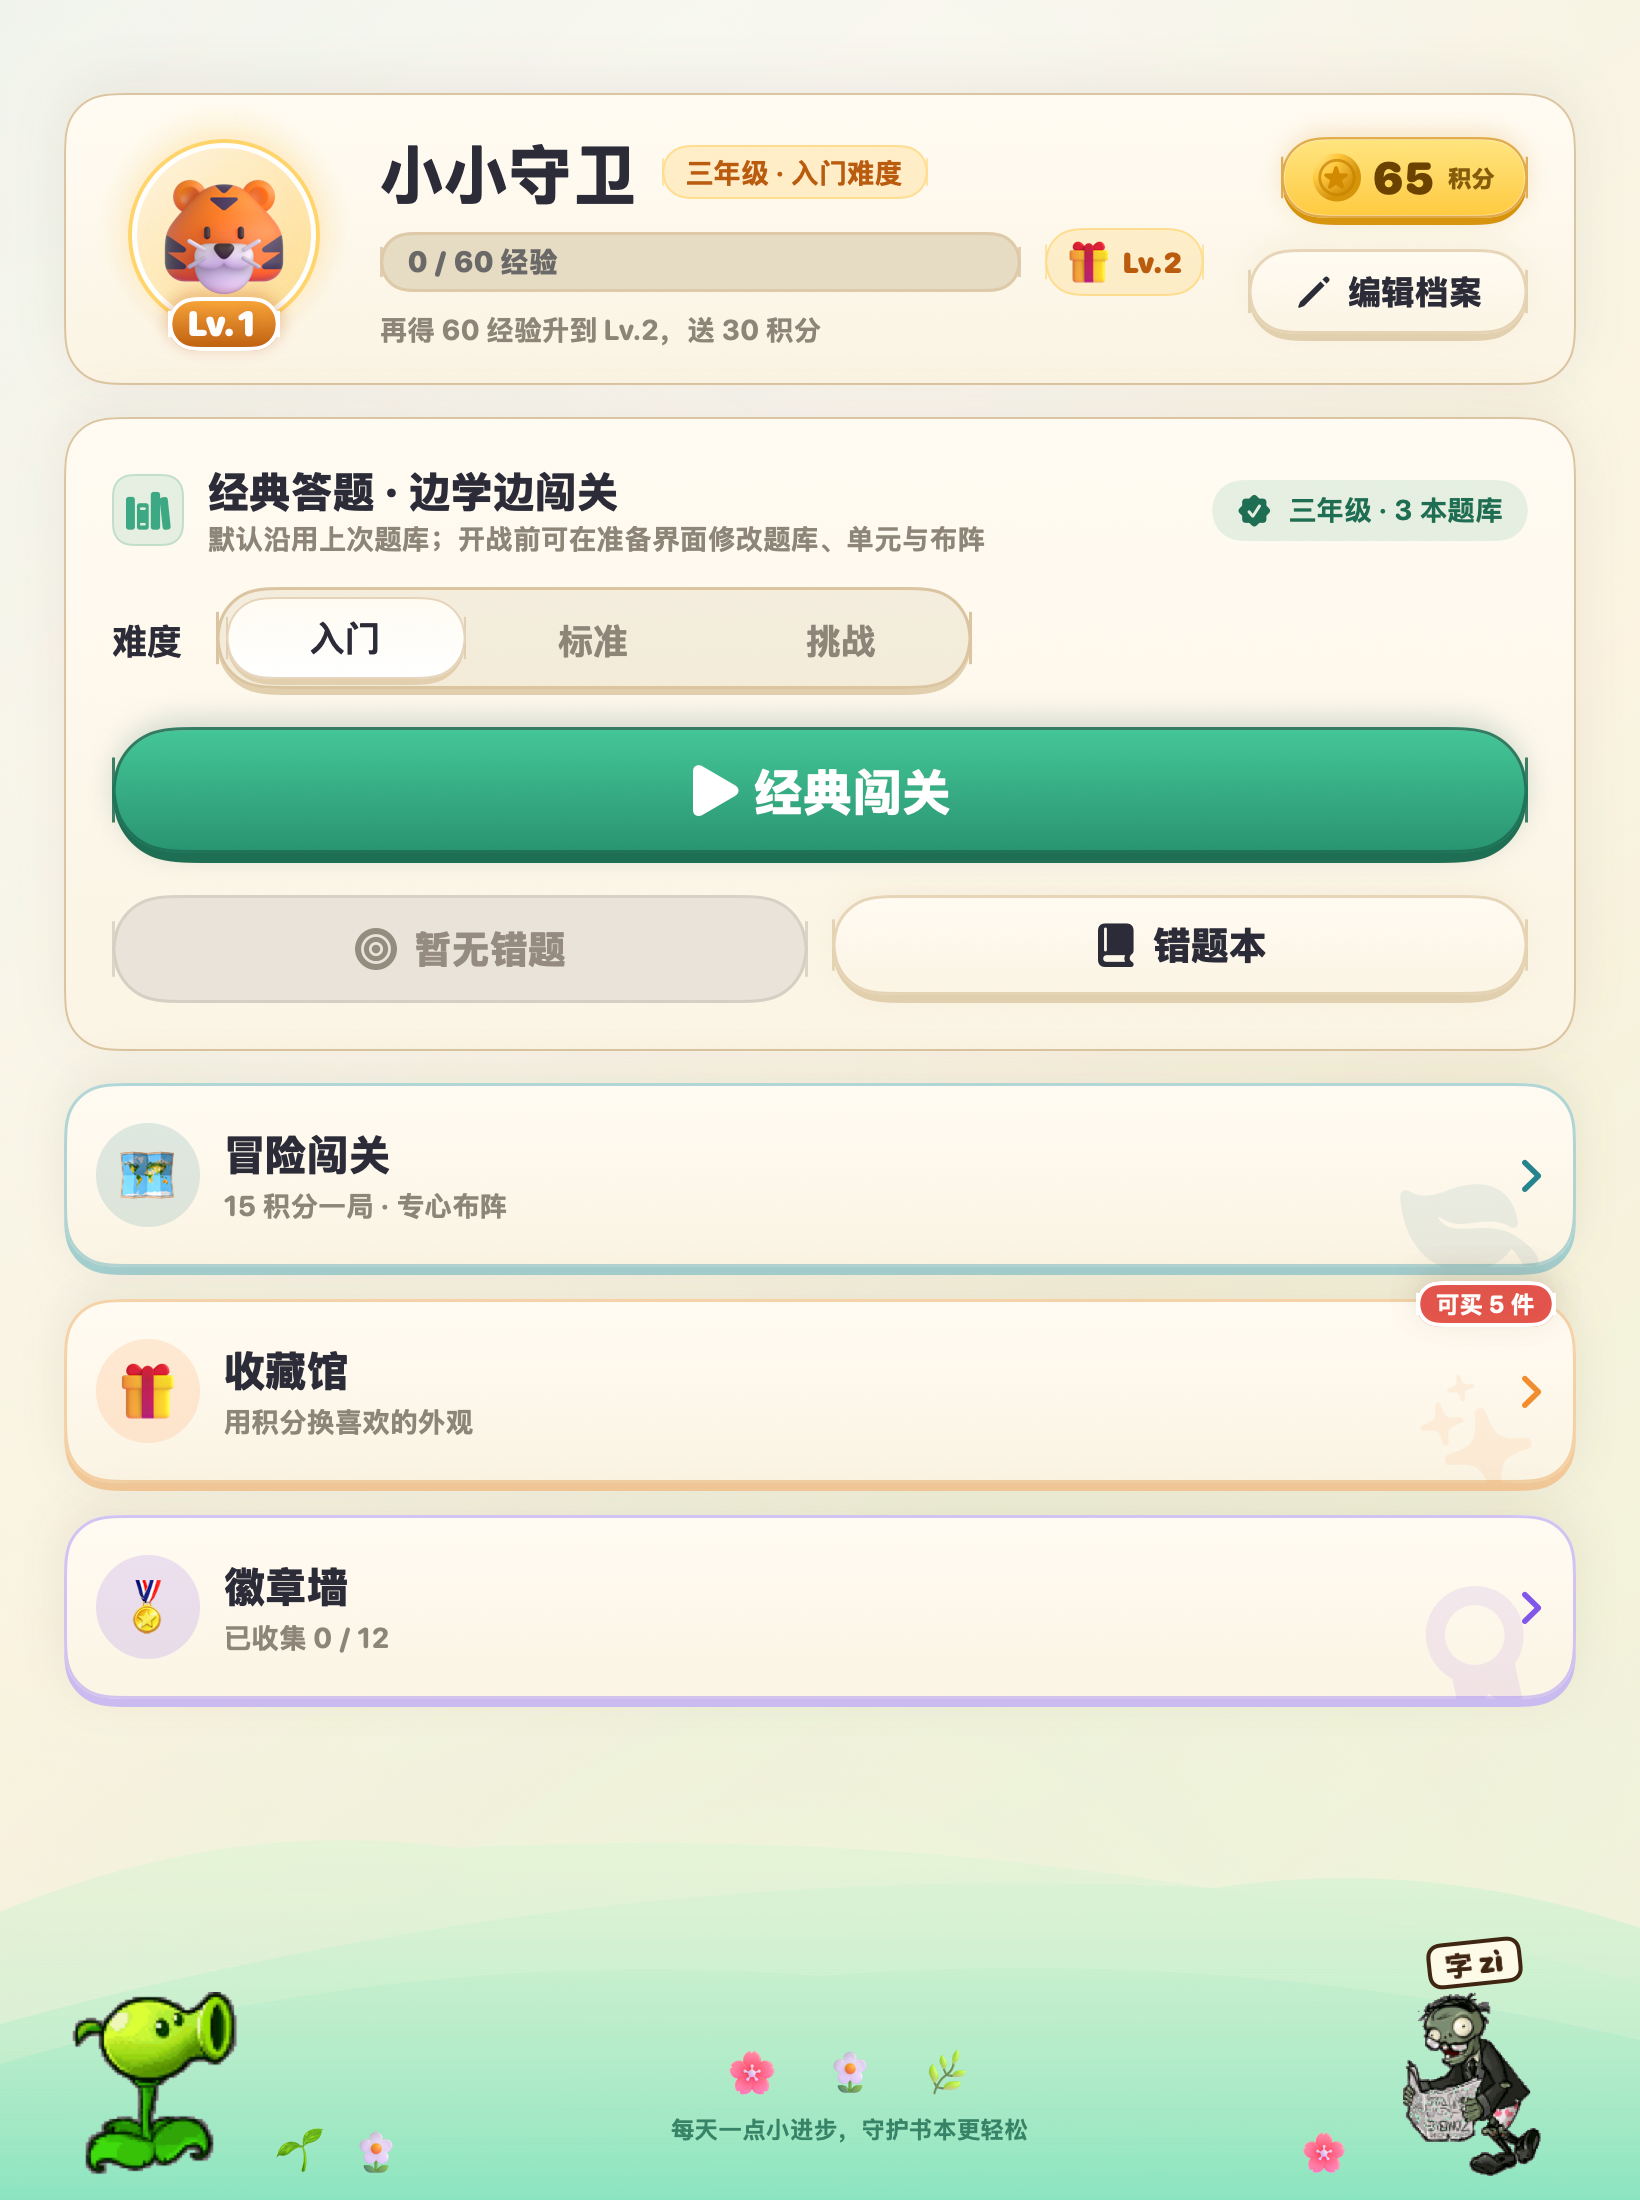 小小守卫
三年级 · 入门难度
65 积分
0 / 60 经验
Lv.2
编辑档案
Lv.1
再得 60 经验升到 Lv.2，送 30 积分
经典答题 · 边学边闯关
默认沿用上次题库；开战前可在准备界面修改题库、单元与布阵
三年级 · 3 本题库
难度
入门
标准
挑战
经典闯关
暂无错题
错题本
冒险闯关
15 积分一局 · 专心布阵
可买 5 件
收藏馆
用积分换喜欢的外观
徽章墙
已收集 0 / 12
字 zì
每天一点小进步，守护书本更轻松